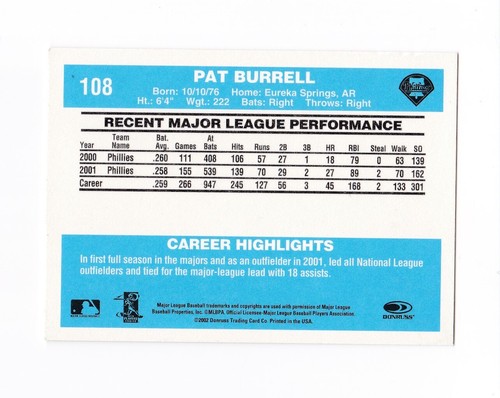 108
PAT BURRELL
Born: 10/10/76 Home: Eureka Springs, AR
Ht.: 6'4" Wgt.: 222 Bats: Right Throws: Right
Phillies
RECENT MAJOR LEAGUE PERFORMANCE
Year Team Name Bat. Avg. Games At Bats Hits Runs 2B 3B HR RBI Steal Walk SO
2000 Phillies .260 111 408 106 57 27 1 18 79 0 63 139
2001 Phillies .258 155 539 139 70 29 2 27 89 2 70 162
Career .259 266 947 245 127 56 3 45 168 2 133 301
CAREER HIGHLIGHTS
In first full season in the majors and as an outfielder in 2001, led all National League
outfielders and tied for the major-league lead with 18 assists.
Major League Baseball trademarks and copyrights are used with permission of Major League
Baseball Properties, Inc. ©MLBPA, Official Licensee-Major League Baseball Players Association.
©2002 Donruss Trading Card Co. Printed in the USA.
DONRUSS